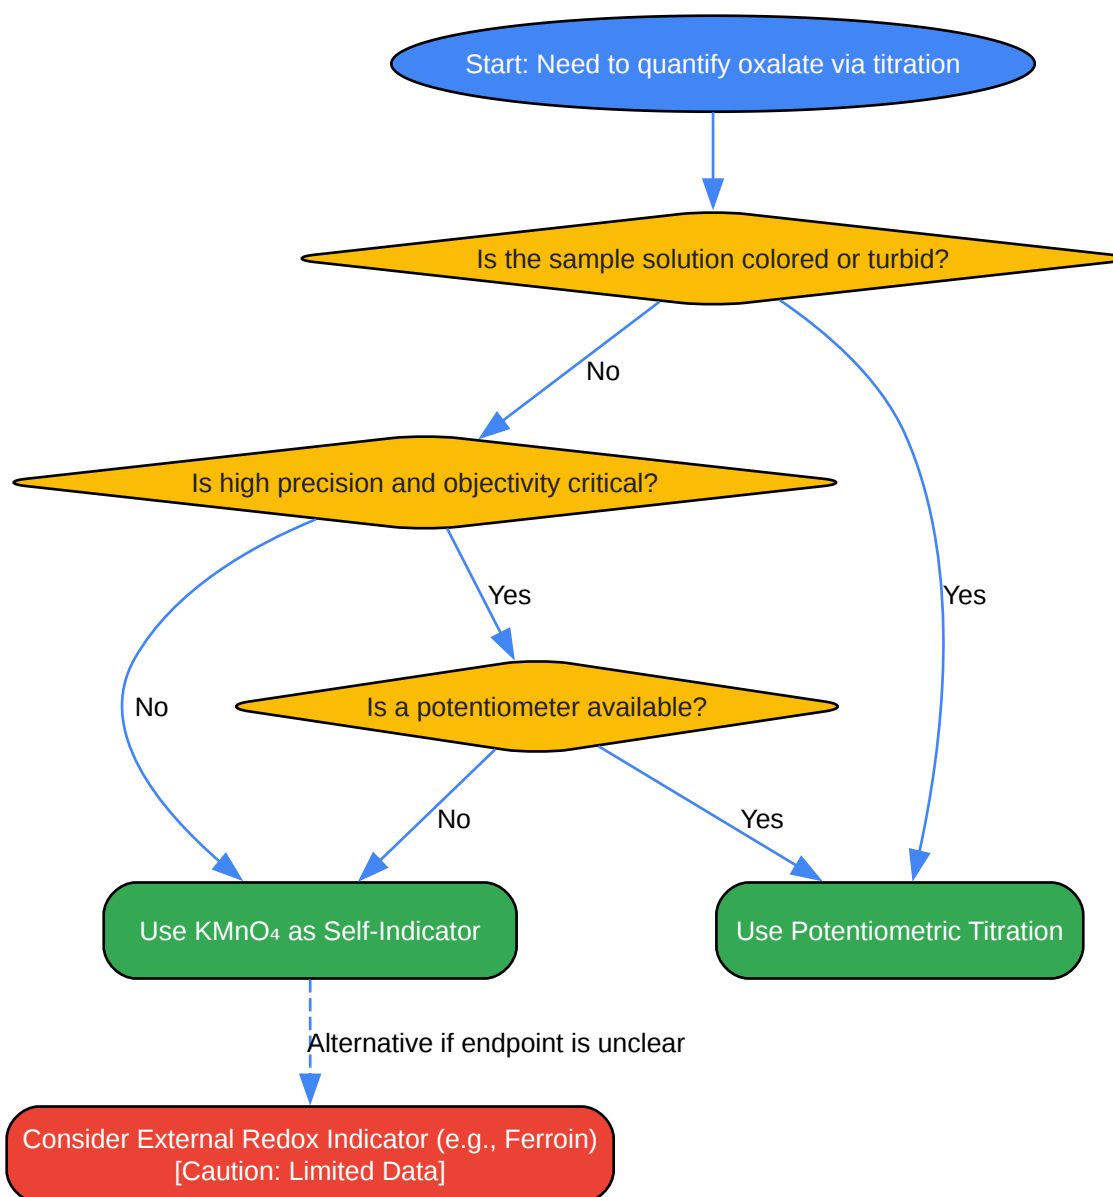 Start: Need to quantify oxalate via titration
Is the sample solution colored or turbid?
No
Is high precision and objectivity critical?
Yes
Yes
No
Is a potentiometer available?
No
Yes
Use KMnO₄ as Self-Indicator
Use Potentiometric Titration
Alternative if endpoint is unclear
Consider External Redox Indicator (e.g., Ferroin)
[Caution: Limited Data]